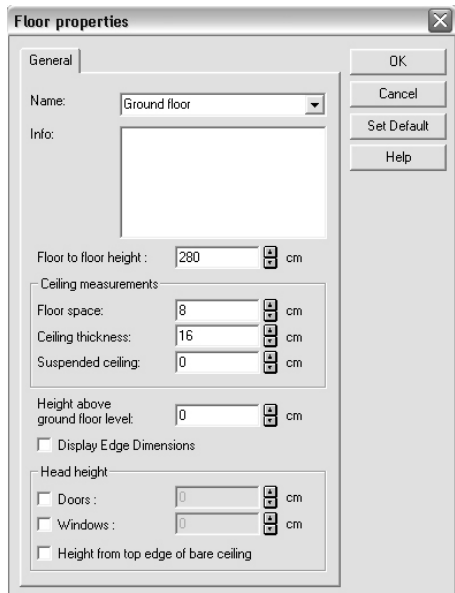 Floor properties
General
OK
Name:
Ground floor
Cancel
Info:
Set Default
Help
Floor to floor height : 280 cm
Ceiling measurements
Floor space: 8 cm
Ceiling thickness: 16 cm
Suspended ceiling: 0 cm
Height above
ground floor level: 0 cm
Display Edge Dimensions
Head height
Doors : 0 cm
Windows : 0 cm
Height from top edge of bare ceiling